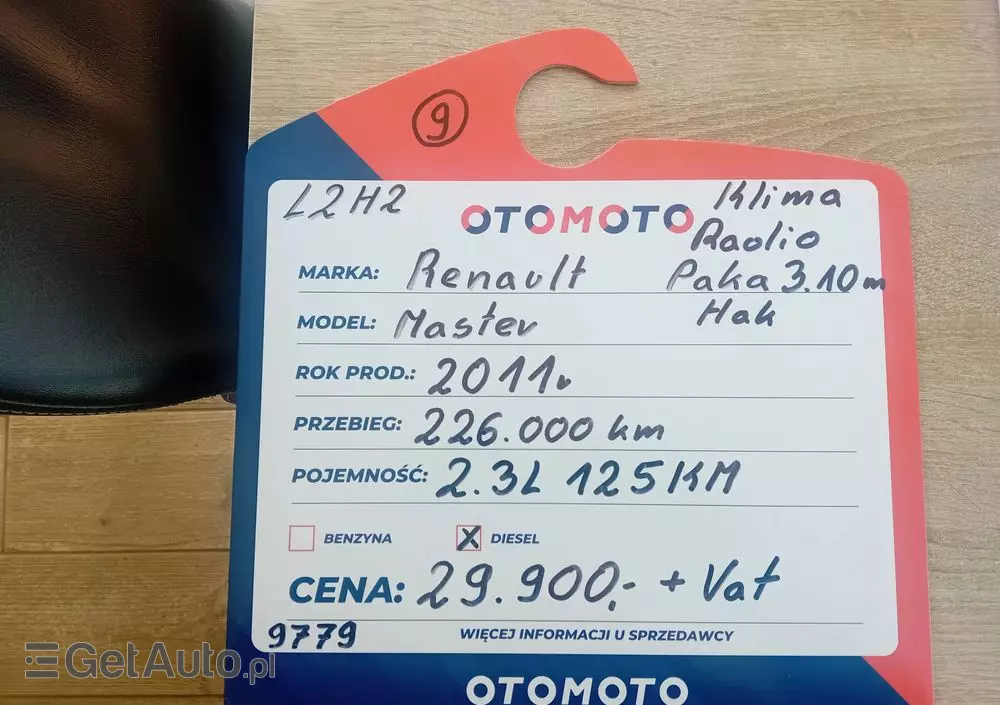 9
L2H2
OTOMOTO
Klima
Radio
MARKA: Renault
Paka 3.10m
MODEL: Master
Hak
ROK PROD.: 2011r
PRZEBIEG: 226.000 km
POJEMNOŚĆ: 2.3L 125KM
BENZYNA X DIESEL
CENA: 29.900,- + Vat
9779
WIĘCEJ INFORMACJI U SPRZEDAWCY
GetAuto.pl
OTOMOTO